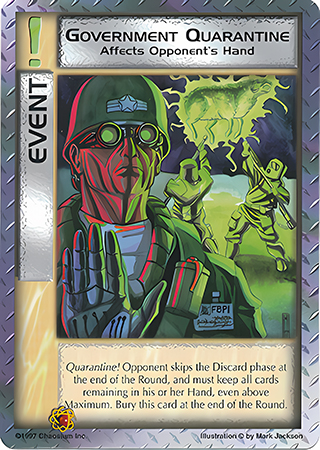 Government Quarantine
Affects Opponent's Hand
!
EVENT
FBPI
Quarantine! Opponent skips the Discard phase at
the end of the Round, and must keep all cards
remaining in his or her Hand, even above
Maximum. Bury this card at the end of the Round.
©1997 Chaosium Inc.
Illustration © by Mark Jackson